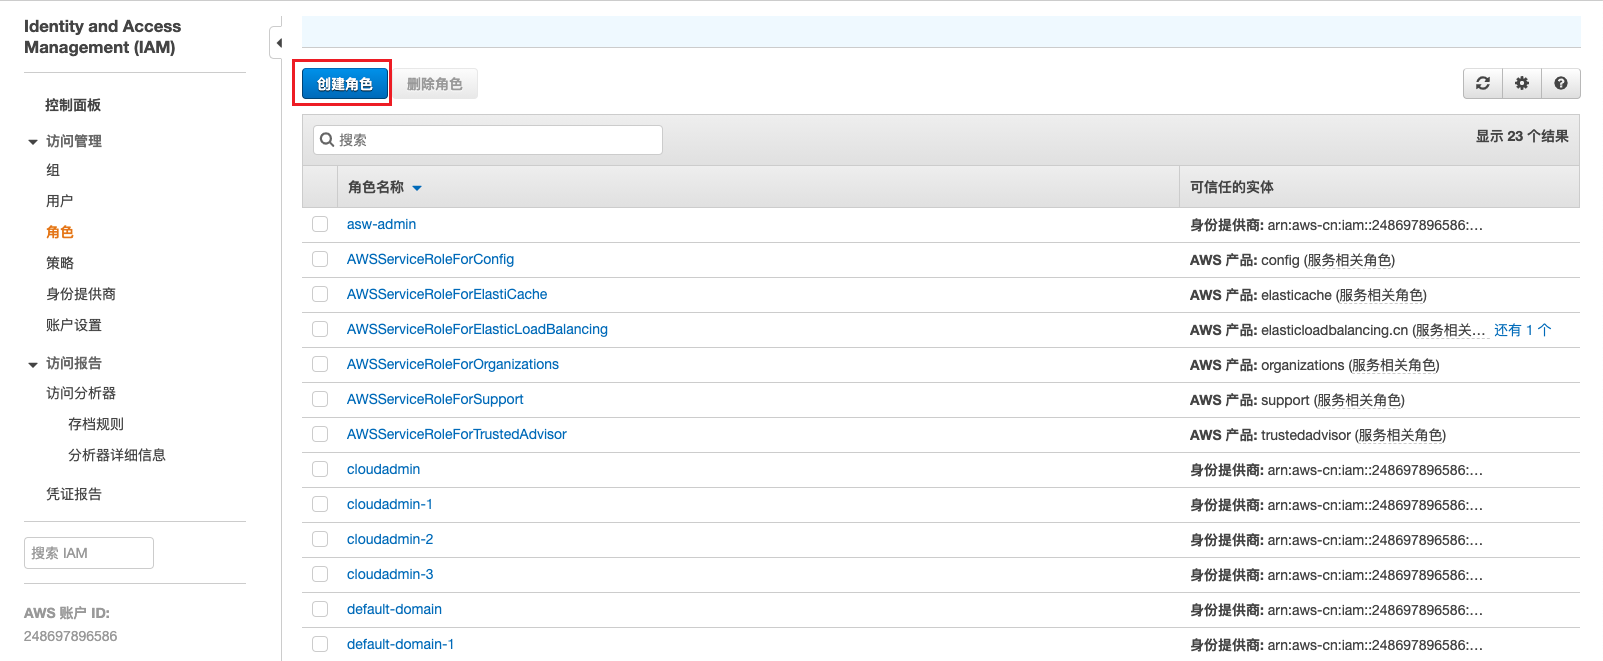 Identity and Access
Management (IAM)
控制面板
访问管理
组
用户
角色
策略
身份提供商
账户设置
访问报告
访问分析器
存档规则
分析器详细信息
凭证报告
搜索 IAM
AWS 账户 ID:
248697896586
创建角色 删除角色
搜索
显示 23 个结果
角色名称 可信任的实体
asw-admin 身份提供商: arn:aws-cn:iam::248697896586:...
AWSServiceRoleForConfig AWS 产品: config (服务相关角色)
AWSServiceRoleForElastiCache AWS 产品: elasticache (服务相关角色)
AWSServiceRoleForElasticLoadBalancing AWS 产品: elasticloadbalancing.cn (服务相关... 还有 1 个
AWSServiceRoleForOrganizations AWS 产品: organizations (服务相关角色)
AWSServiceRoleForSupport AWS 产品: support (服务相关角色)
AWSServiceRoleForTrustedAdvisor AWS 产品: trustedadvisor (服务相关角色)
cloudadmin 身份提供商: arn:aws-cn:iam::248697896586:...
cloudadmin-1 身份提供商: arn:aws-cn:iam::248697896586:...
cloudadmin-2 身份提供商: arn:aws-cn:iam::248697896586:...
cloudadmin-3 身份提供商: arn:aws-cn:iam::248697896586:...
default-domain 身份提供商: arn:aws-cn:iam::248697896586:...
default-domain-1 身份提供商: arn:aws-cn:iam::248697896586:...